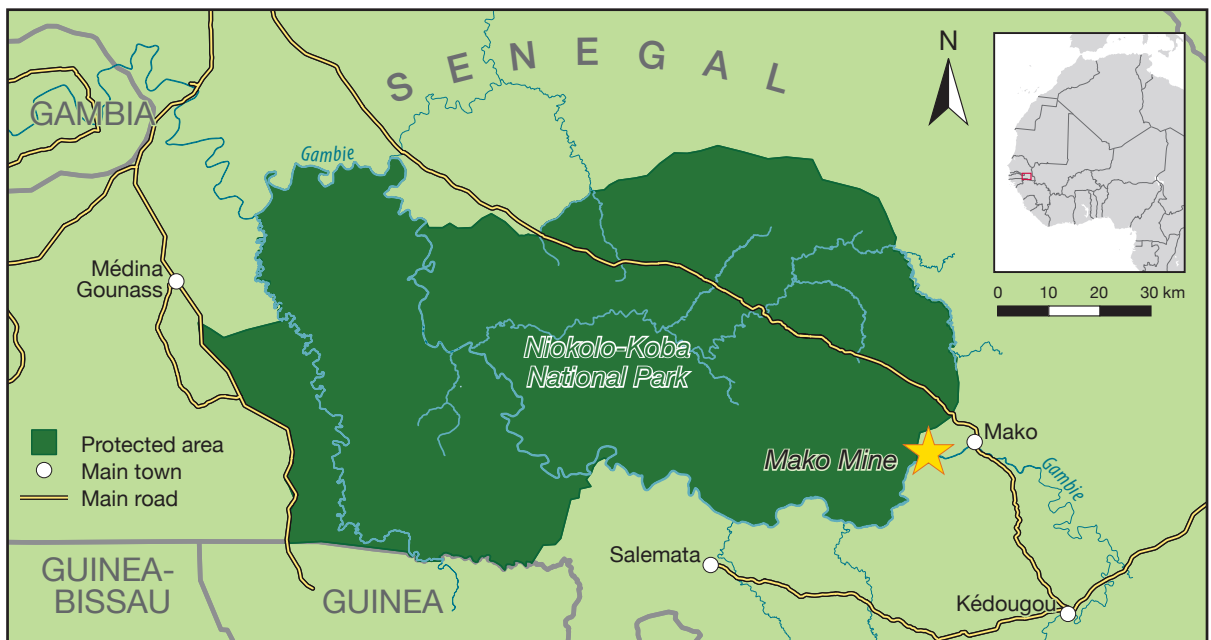 SENEGAL
N
GAMBIA
Gambie
Médina
Gounass
0 10 20 30 km
Niokolo-Koba
National Park
Protected area
Main town
Main road
Mako
Mako Mine
Gambie
Salemata
Kédougou
GUINEA-
BISSAU
GUINEA